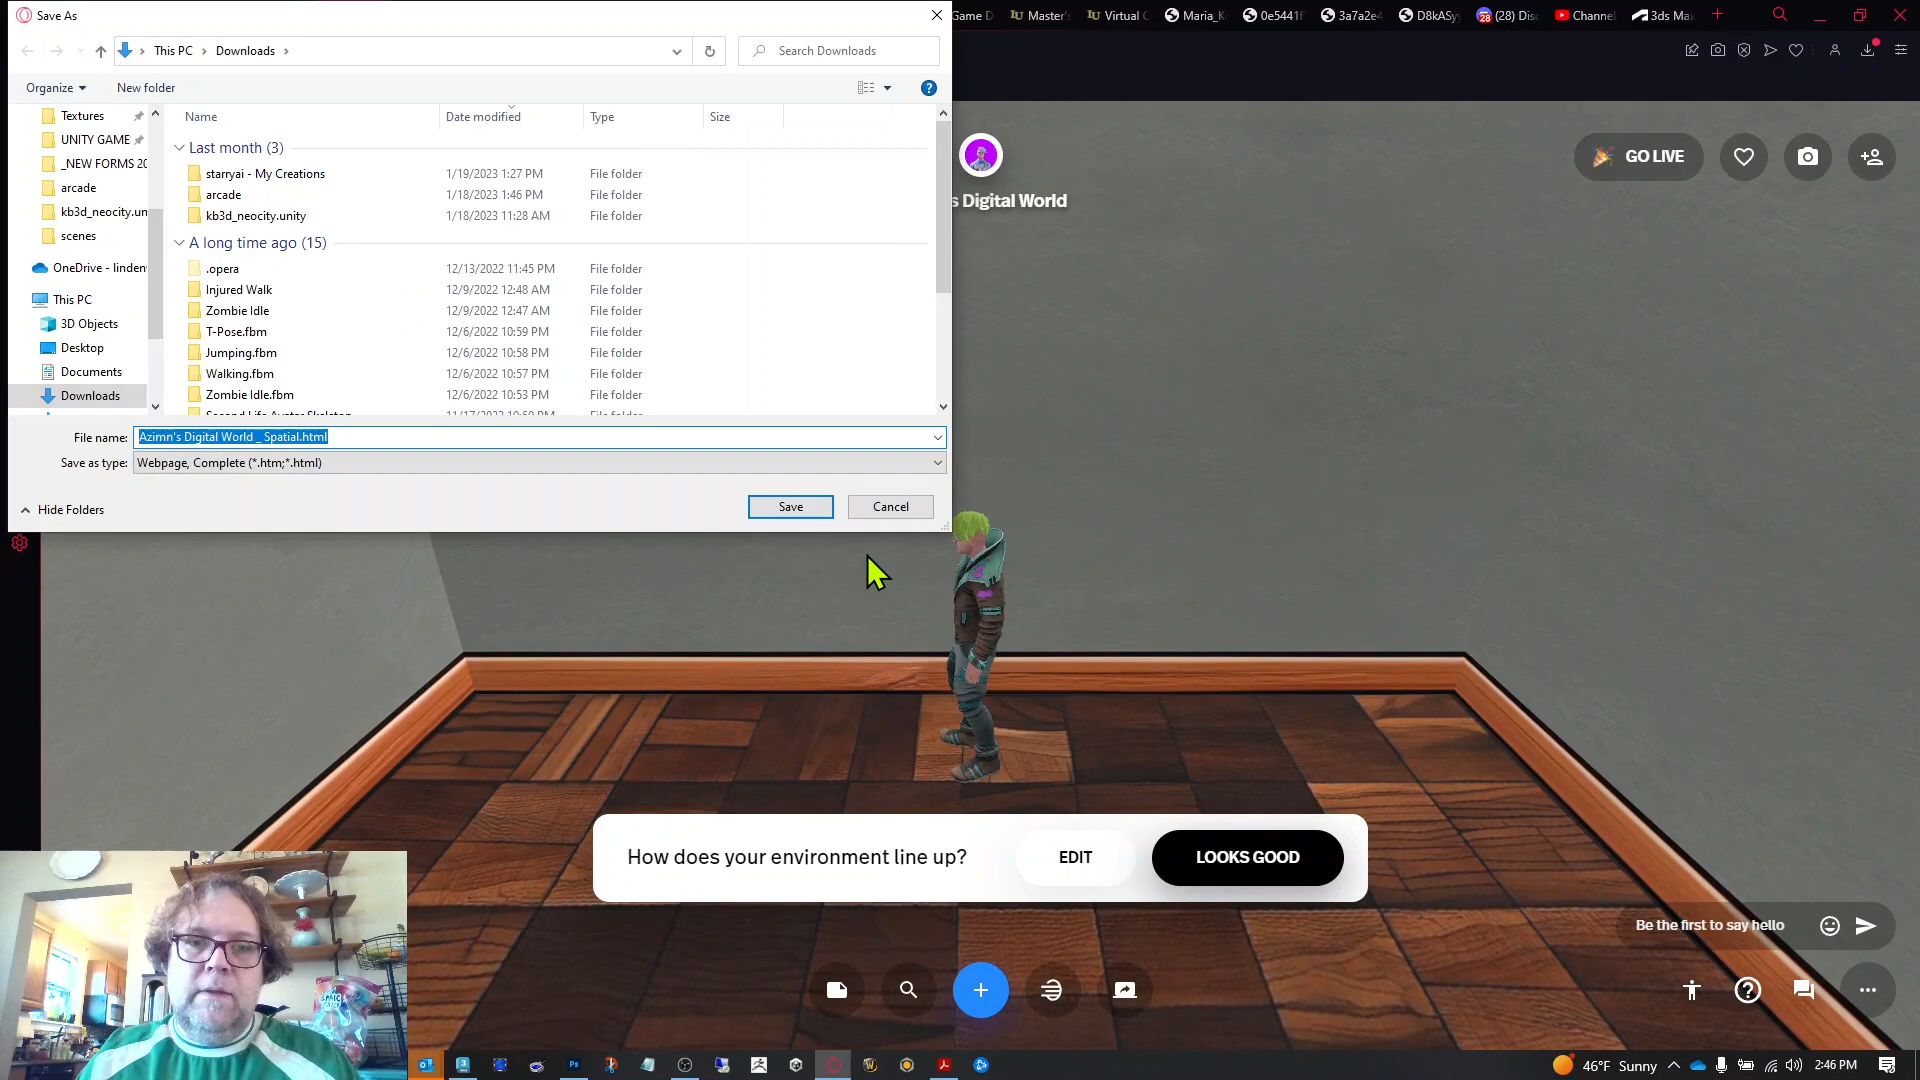 Save As
Game D
Master'
Virtual C
Maria_K
0e5441f
3a7a2e4
D8kASy
28
(28) Dis
Channel
3ds Max
This PC
Downloads
Search Downloads
Organize
New folder
Name
Date modified
Type
Size
Textures
UNITY GAME
_NEW FORMS 20
arcade
kb3d_neocity.un
scenes
OneDrive - linden
This PC
3D Objects
Desktop
Documents
Downloads
Last month (3)
starryai - My Creations 1/19/2023 1:27 PM File folder
arcade 1/18/2023 1:46 PM File folder
kb3d_neocity.unity 1/18/2023 11:28 AM File folder
A long time ago (15)
.opera 12/13/2022 11:45 PM File folder
Injured Walk 12/9/2022 12:48 AM File folder
Zombie Idle 12/9/2022 12:47 AM File folder
T-Pose.fbm 12/6/2022 10:59 PM File folder
Jumping.fbm 12/6/2022 10:58 PM File folder
Walking.fbm 12/6/2022 10:57 PM File folder
Zombie Idle.fbm 12/6/2022 10:53 PM File folder
File name: Azimn's Digital World _ Spatial.html
Save as type: Webpage, Complete (*.htm;*.html)
Hide Folders
Save
Cancel
s Digital World
GO LIVE
How does your environment line up?
EDIT
LOOKS GOOD
Be the first to say hello
46°F Sunny
2:46 PM